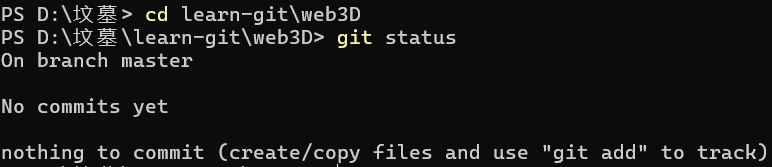 PS D:\坟墓> cd learn-git\web3D
PS D:\坟墓\learn-git\web3D> git status
On branch master
No commits yet
nothing to commit (create/copy files and use "git add" to track)